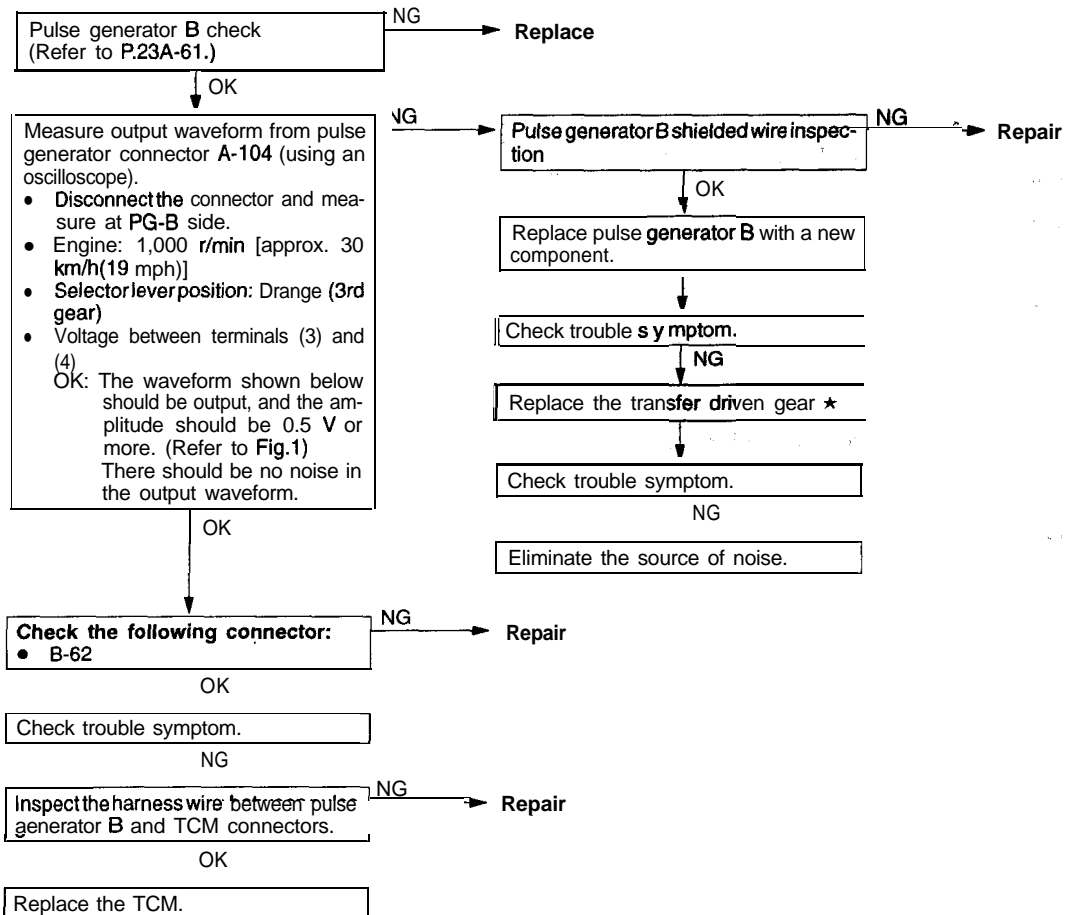 Pulse generator B check
(Refer to P.23A-61.)
NG
Replace
OK
Measure output waveform from pulse
generator connector A-104 (using an
oscilloscope).
• Disconnect the connector and mea-
sure at PG-B side.
• Engine: 1,000 r/min [approx. 30
km/h(19 mph)]
• Selector lever position: Drange (3rd
gear)
• Voltage between terminals (3) and
(4)
OK: The waveform shown below
should be output, and the am-
plitude should be 0.5 V or
more. (Refer to Fig.1)
There should be no noise in
the output waveform.
NG
Pulse generator B shielded wire inspec-
tion
NG
Repair
OK
Replace pulse generator B with a new
component.
Check trouble symptom.
NG
Replace the transfer driven gear ★
Check trouble symptom.
NG
Eliminate the source of noise.
OK
Check the following connector:
• B-62
NG
Repair
OK
Check trouble symptom.
NG
Inspect the harness wire between pulse
generator B and TCM connectors.
NG
Repair
OK
Replace the TCM.